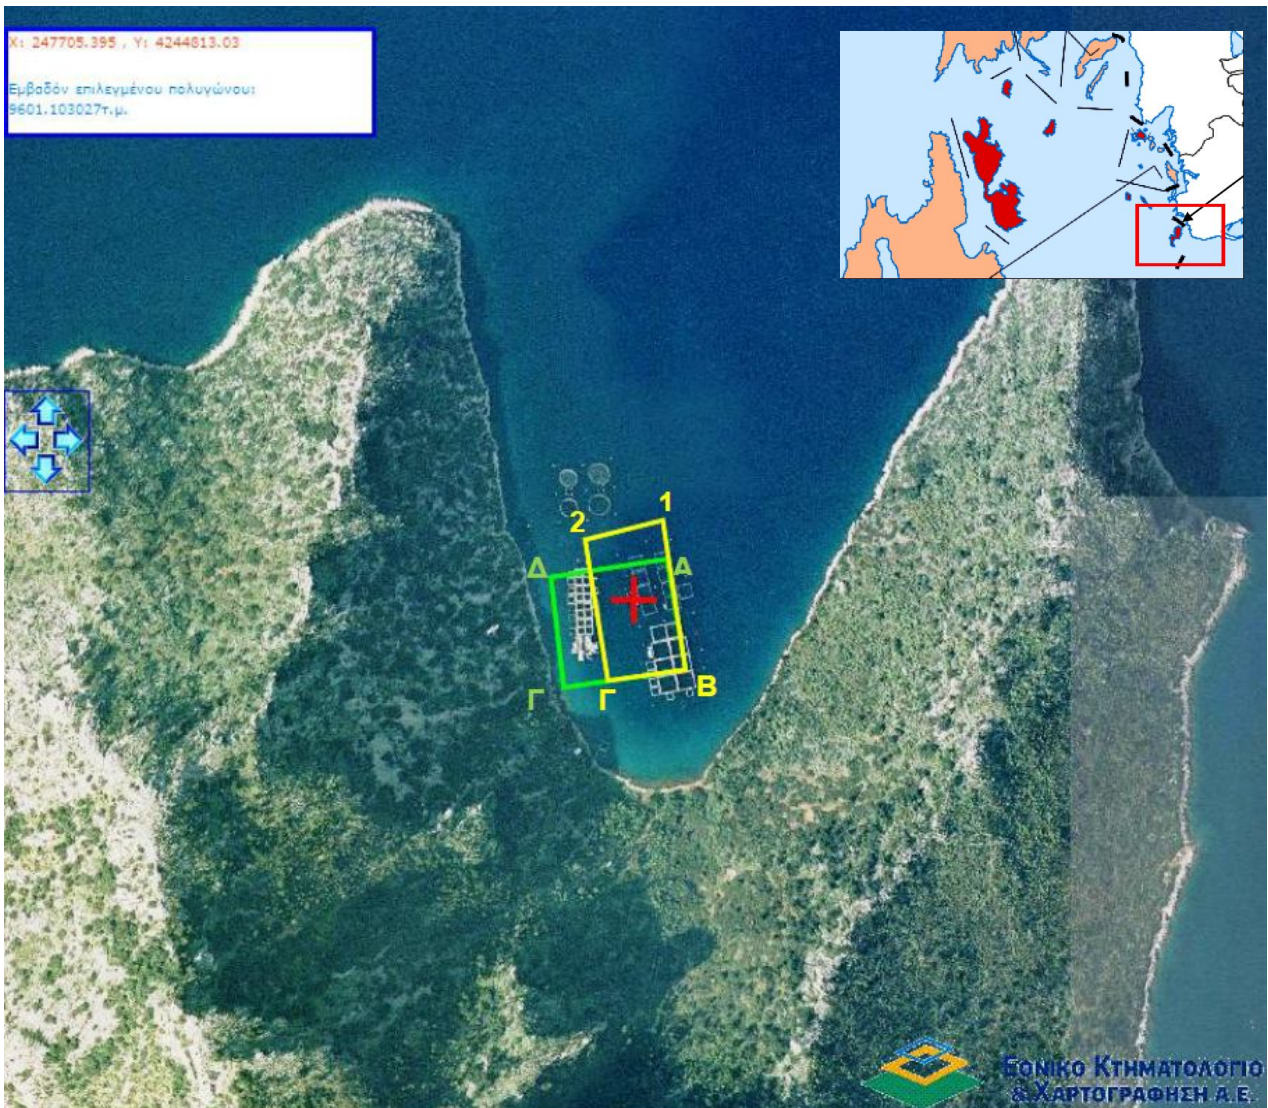 X: 247705.395 , Y: 4244813.03
Εμβαδόν επιλεγμένου πολυγώνου:
9601.103027τ.μ.
1
2
Δ
Α
Γ
Γ
Β
ΕΘΝΙΚΟ ΚΤΗΜΑΤΟΛΟΓΙΟ
& ΧΑΡΤΟΓΡΑΦΗΣΗ Α.Ε.